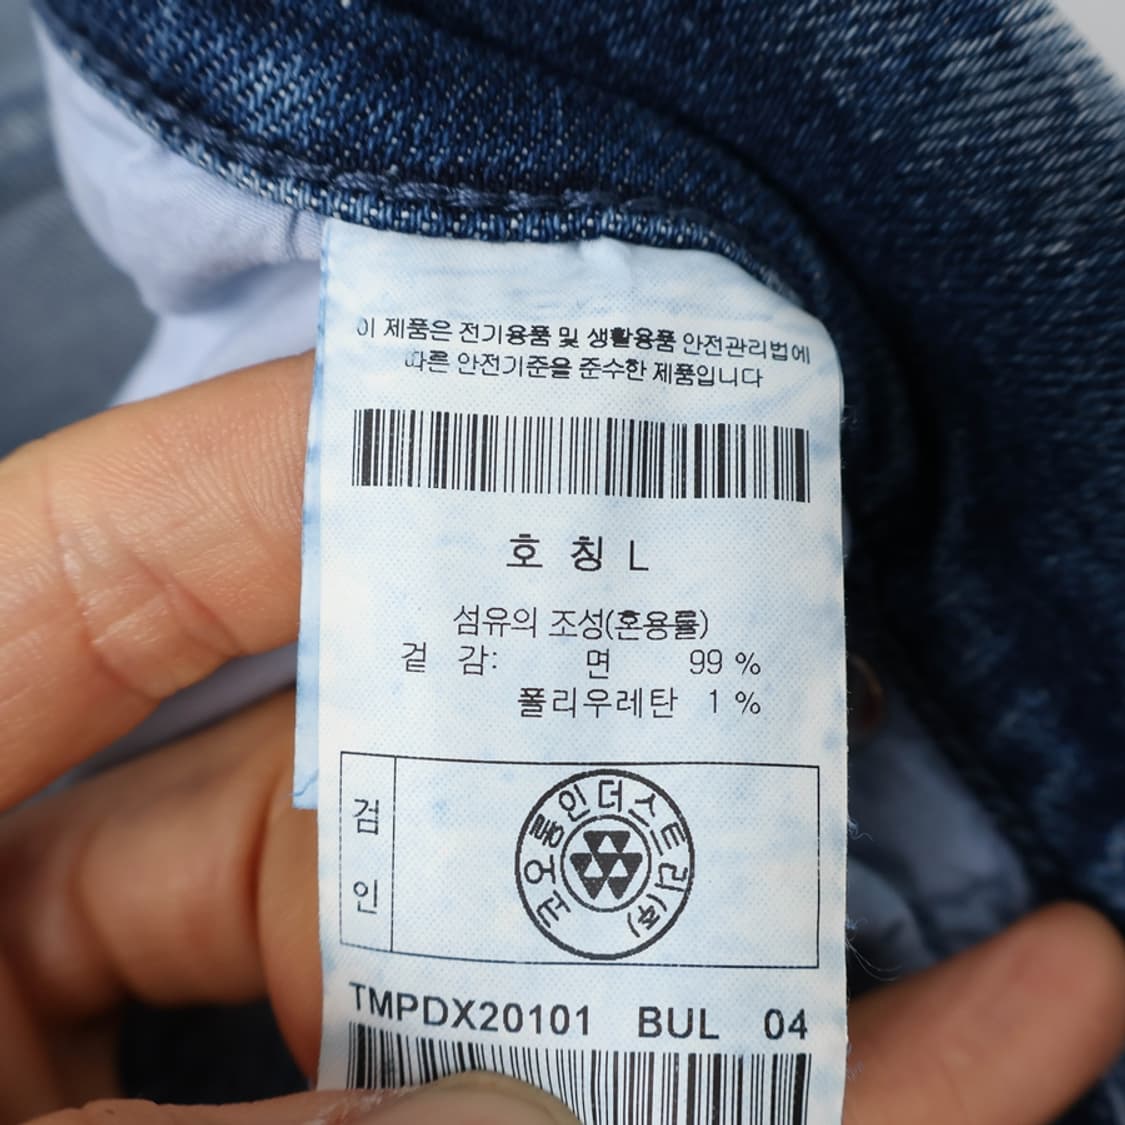 이 제품은 전기용품 및 생활용품 안전관리법에
따른 안전기준을 준수한 제품입니다
호 칭 L
섬유의 조성(혼용률)
겉 감: 면 99 %
폴리우레탄 1 %
검
인
코오롱인더스트리(주)
TMPDX20101 BUL 04